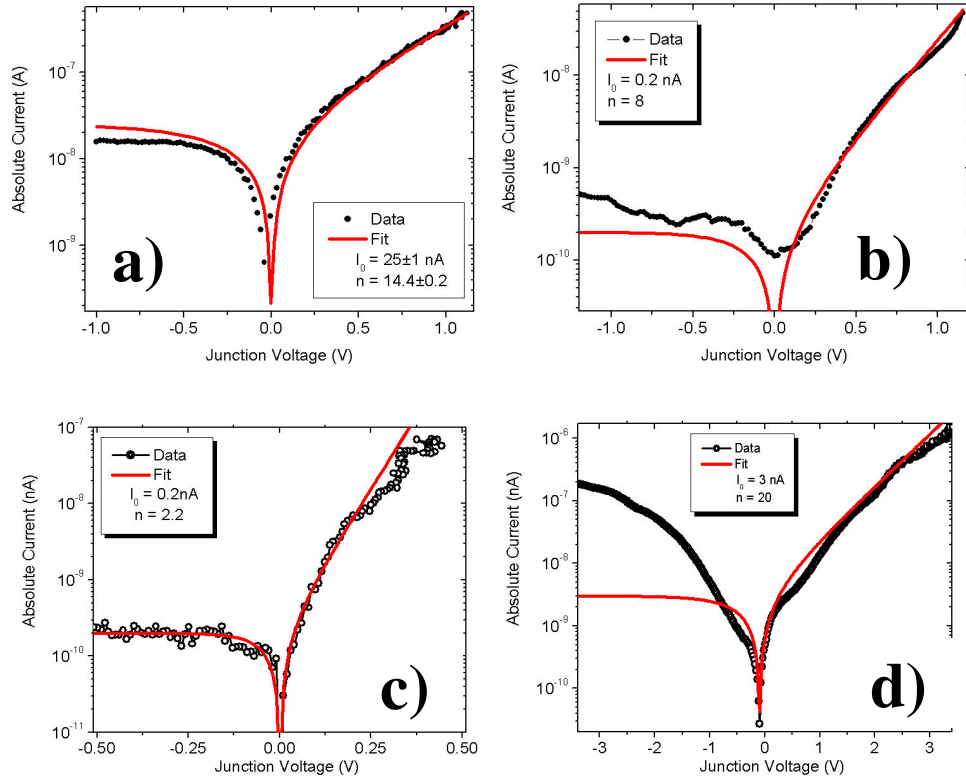 10^-7
10^-8
10^-9
Absolute Current (A)
-1.0 -0.5 0.0 0.5 1.0
Junction Voltage (V)
Data
Fit
I_0 = 25±1 nA
n = 14.4±0.2
a)
10^-8
10^-9
10^-10
Absolute Current (A)
-1.0 -0.5 0.0 0.5 1.0
Junction Voltage (V)
Data
Fit
I_0 = 0.2 nA
n = 8
b)
10^-7
10^-8
10^-9
10^-10
10^-11
Absolute Current (nA)
-0.50 -0.25 0.00 0.25 0.50
Junction Voltage (V)
Data
Fit
I_0 = 0.2nA
n = 2.2
c)
10^-6
10^-7
10^-8
10^-9
10^-10
Absolute Current (nA)
-3 -2 -1 0 1 2 3
Junction Voltage (V)
Data
Fit
I_0 = 3 nA
n = 20
d)